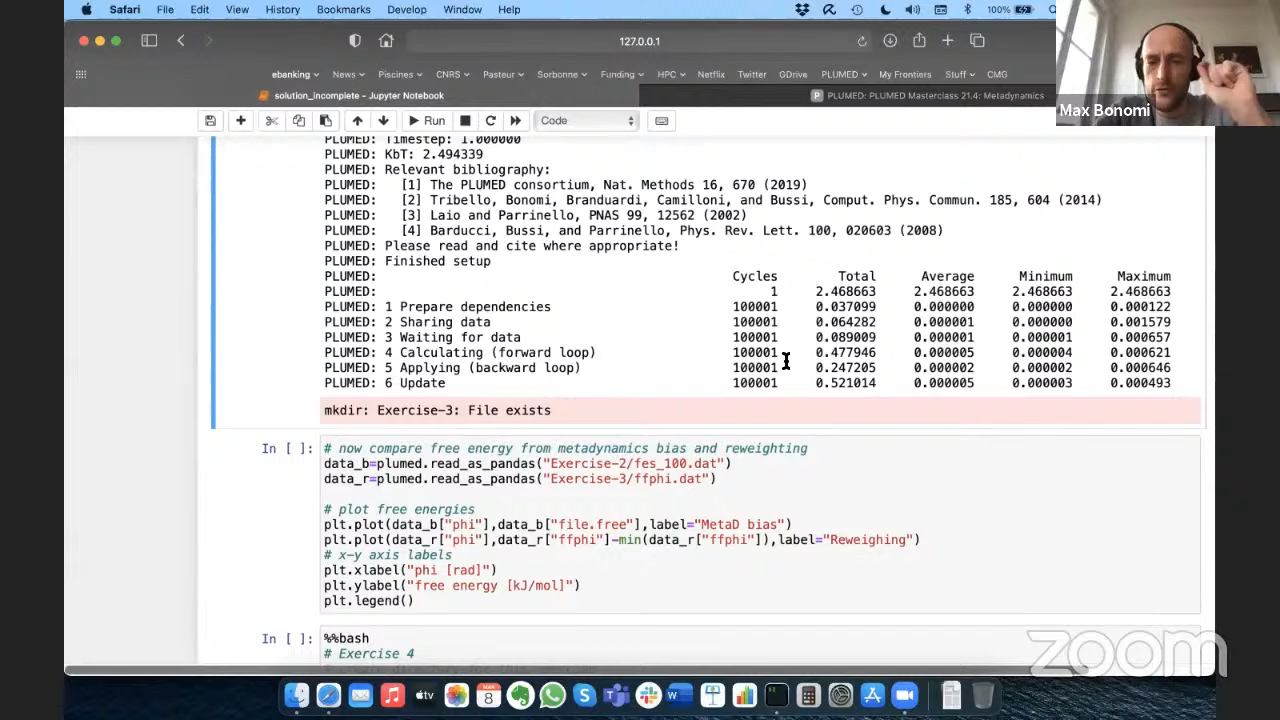 Safari File Edit View History Bookmarks Develop Window Help 100%
127.0.0.1
ebanking News Piscines CNRS Pasteur Sorbonne Funding HPC Netflix Twitter GDrive PLUMED My Frontiers Stuff CMG
solution_incomplete - Jupyter Notebook
P PLUMED: PLUMED Masterclass 21.4: Metadynamics
Max Bonomi
Run Code
PLUMED: Timestep: 1.000000
PLUMED: KbT: 2.494339
PLUMED: Relevant bibliography:
PLUMED: [1] The PLUMED consortium, Nat. Methods 16, 670 (2019)
PLUMED: [2] Tribello, Bonomi, Branduardi, Camilloni, and Bussi, Comput. Phys. Commun. 185, 604 (2014)
PLUMED: [3] Laio and Parrinello, PNAS 99, 12562 (2002)
PLUMED: [4] Barducci, Bussi, and Parrinello, Phys. Rev. Lett. 100, 020603 (2008)
PLUMED: Please read and cite where appropriate!
PLUMED: Finished setup
PLUMED: Cycles Total Average Minimum Maximum
PLUMED: 1 2.468663 2.468663 2.468663 2.468663
PLUMED: 1 Prepare dependencies 100001 0.037099 0.000000 0.000000 0.000122
PLUMED: 2 Sharing data 100001 0.064282 0.000001 0.000000 0.001579
PLUMED: 3 Waiting for data 100001 0.089009 0.000001 0.000001 0.000657
PLUMED: 4 Calculating (forward loop) 100001 0.477946 0.000005 0.000004 0.000621
PLUMED: 5 Applying (backward loop) 100001 0.247205 0.000002 0.000002 0.000646
PLUMED: 6 Update 100001 0.521014 0.000005 0.000003 0.000493
mkdir: Exercise-3: File exists
In [ ]: # now compare free energy from metadynamics bias and reweighting
data_b=plumed.read_as_pandas("Exercise-2/fes_100.dat")
data_r=plumed.read_as_pandas("Exercise-3/ffphi.dat")
# plot free energies
plt.plot(data_b["phi"],data_b["file.free"],label="MetaD bias")
plt.plot(data_r["phi"],data_r["ffphi"]-min(data_r["ffphi"]),label="Reweighing")
# x-y axis labels
plt.xlabel("phi [rad]")
plt.ylabel("free energy [kJ/mol]")
plt.legend()
In [ ]: %%bash
# Exercise 4
zoom